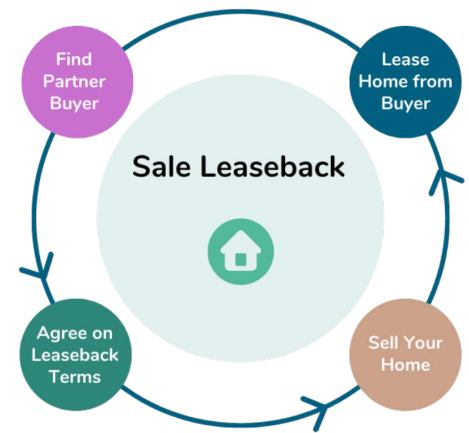 Find
Partner
Buyer
Lease
Home from
Buyer
Sale Leaseback
Agree on
Leaseback
Terms
Sell Your
Home